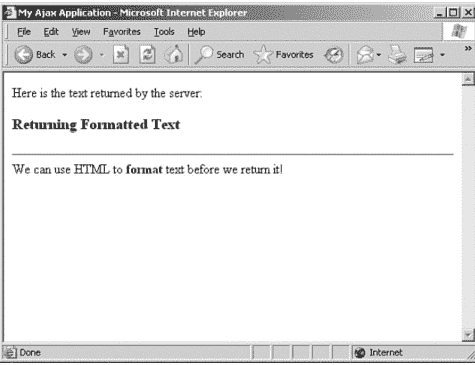 My Ajax Application - Microsoft Internet Explorer
File Edit View Favorites Tools Help
Back Search Favorites
Here is the text returned by the server:
Returning Formatted Text
We can use HTML to format text before we return it!
Done Internet